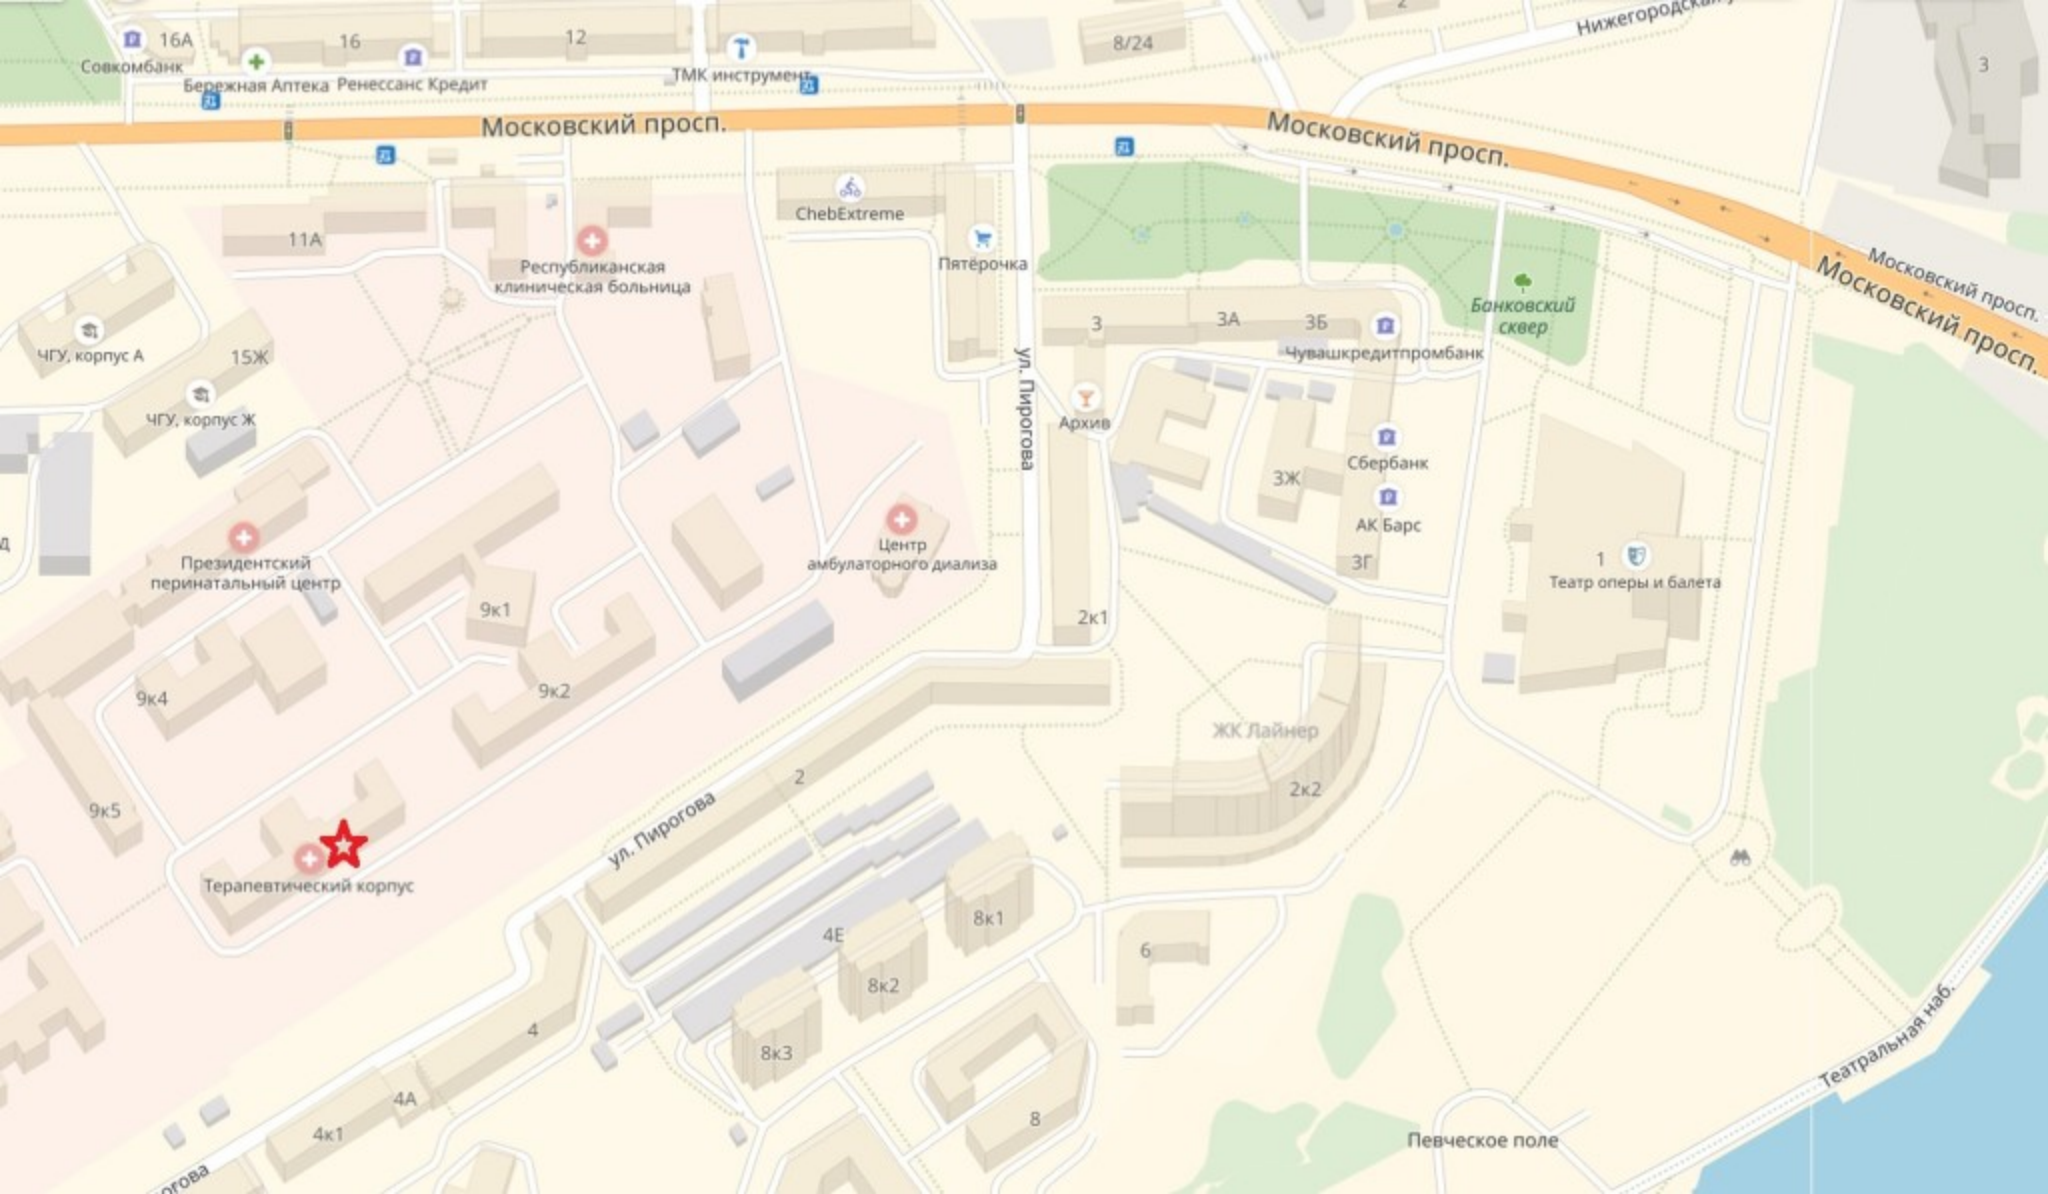 Нижегородская у
2
16А
16
12
8/24
3
Совкомбанк
Бережная Аптека
Ренессанс Кредит
ТМК инструмент
Московский просп.
Московский просп.
Московский просп.
Московский просп.
ChebExtreme
11А
Республиканская
клиническая больница
Пятёрочка
Банковский
сквер
3
3А
3Б
Чувашкредитпромбанк
ЧГУ, корпус А
15Ж
ЧГУ, корпус Ж
ул. Пирогова
Архив
Сбербанк
3Ж
АК Барс
3Г
д
Президентский
перинатальный центр
Центр
амбулаторного диализа
1
Театр оперы и балета
9к1
2к1
9к2
9к4
ЖК Лайнер
2
2к2
9к5
ул. Пирогова
Терапевтический корпус
8к1
4Е
6
8к2
4
8к3
Театральная наб.
4А
8
4к1
Певческое поле
огова